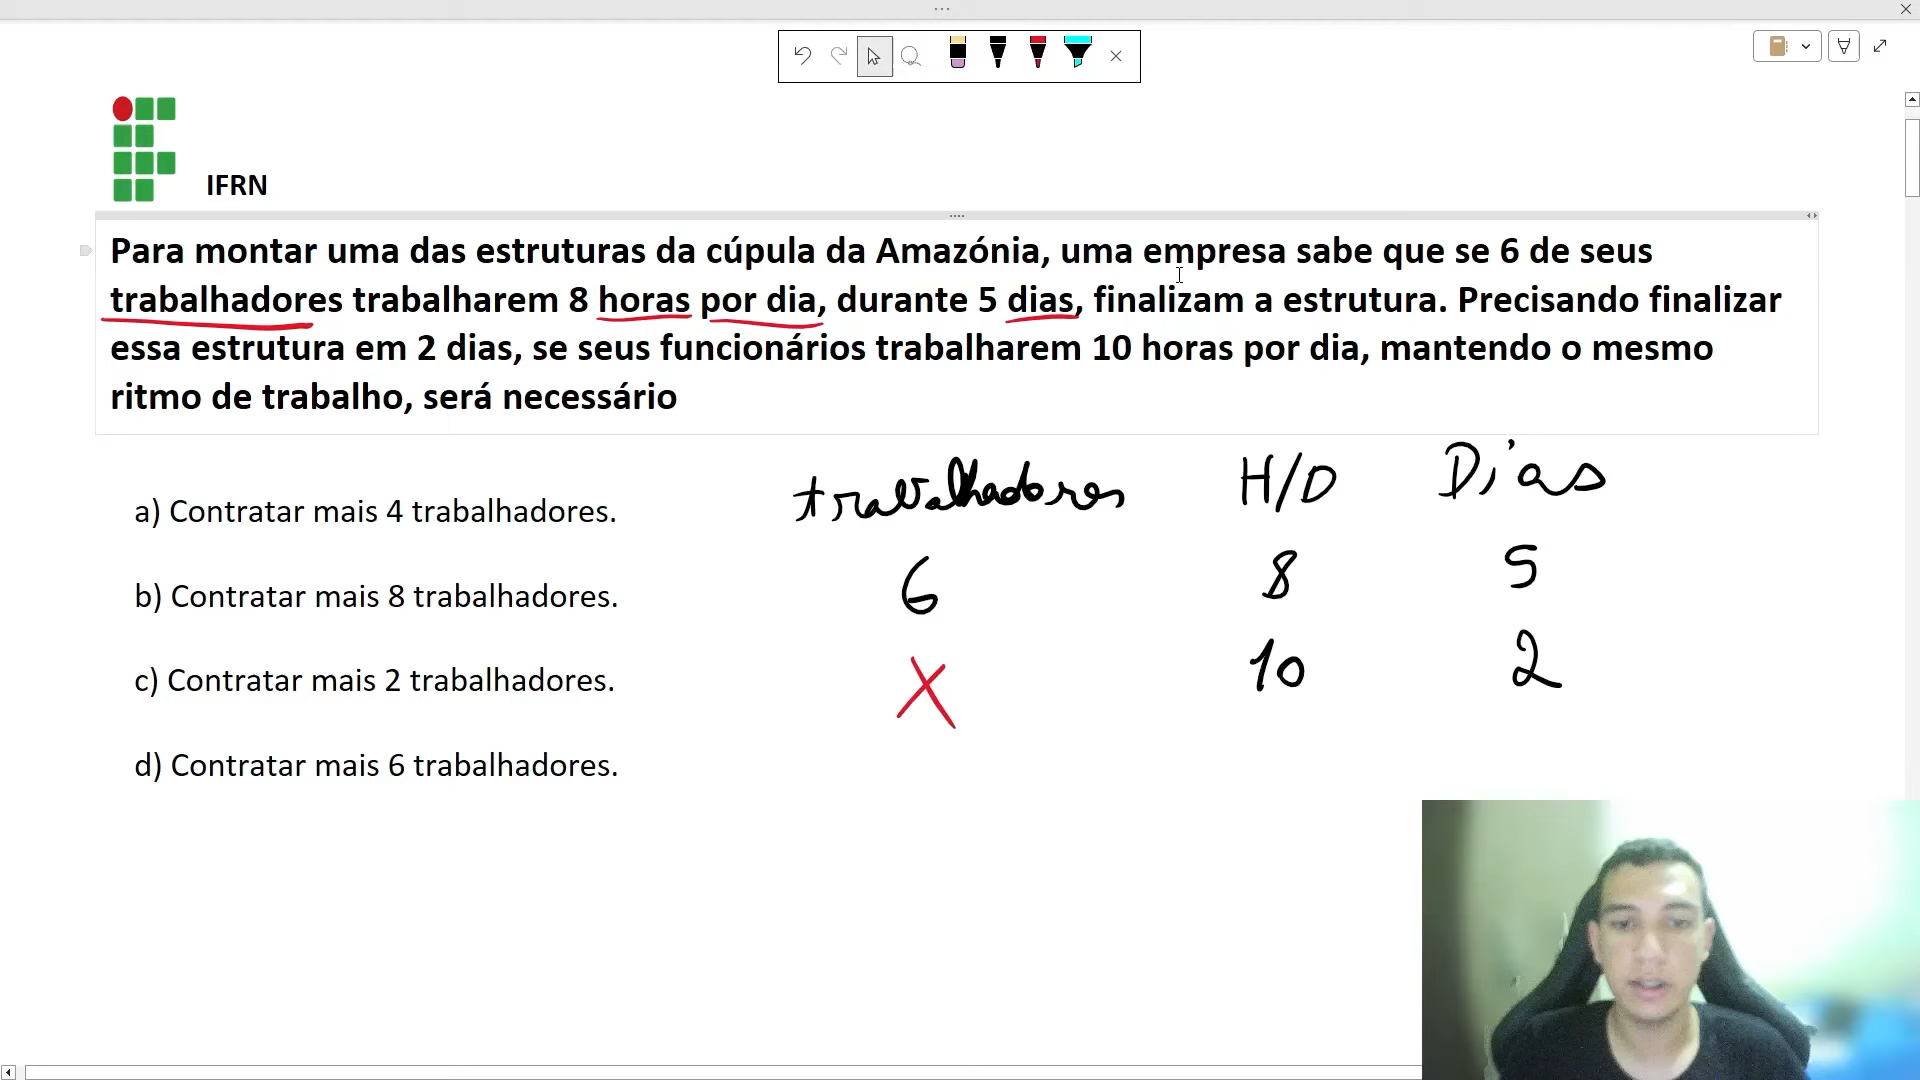 IFRN
Para montar uma das estruturas da cúpula da Amazónia, uma empresa sabe que se 6 de seus
trabalhadores trabalharem 8 horas por dia, durante 5 dias, finalizam a estrutura. Precisando finalizar
essa estrutura em 2 dias, se seus funcionários trabalharem 10 horas por dia, mantendo o mesmo
ritmo de trabalho, será necessário
trabalhadores H/D Dias
a) Contratar mais 4 trabalhadores.
6 8 5
b) Contratar mais 8 trabalhadores.
X 10 2
c) Contratar mais 2 trabalhadores.
d) Contratar mais 6 trabalhadores.